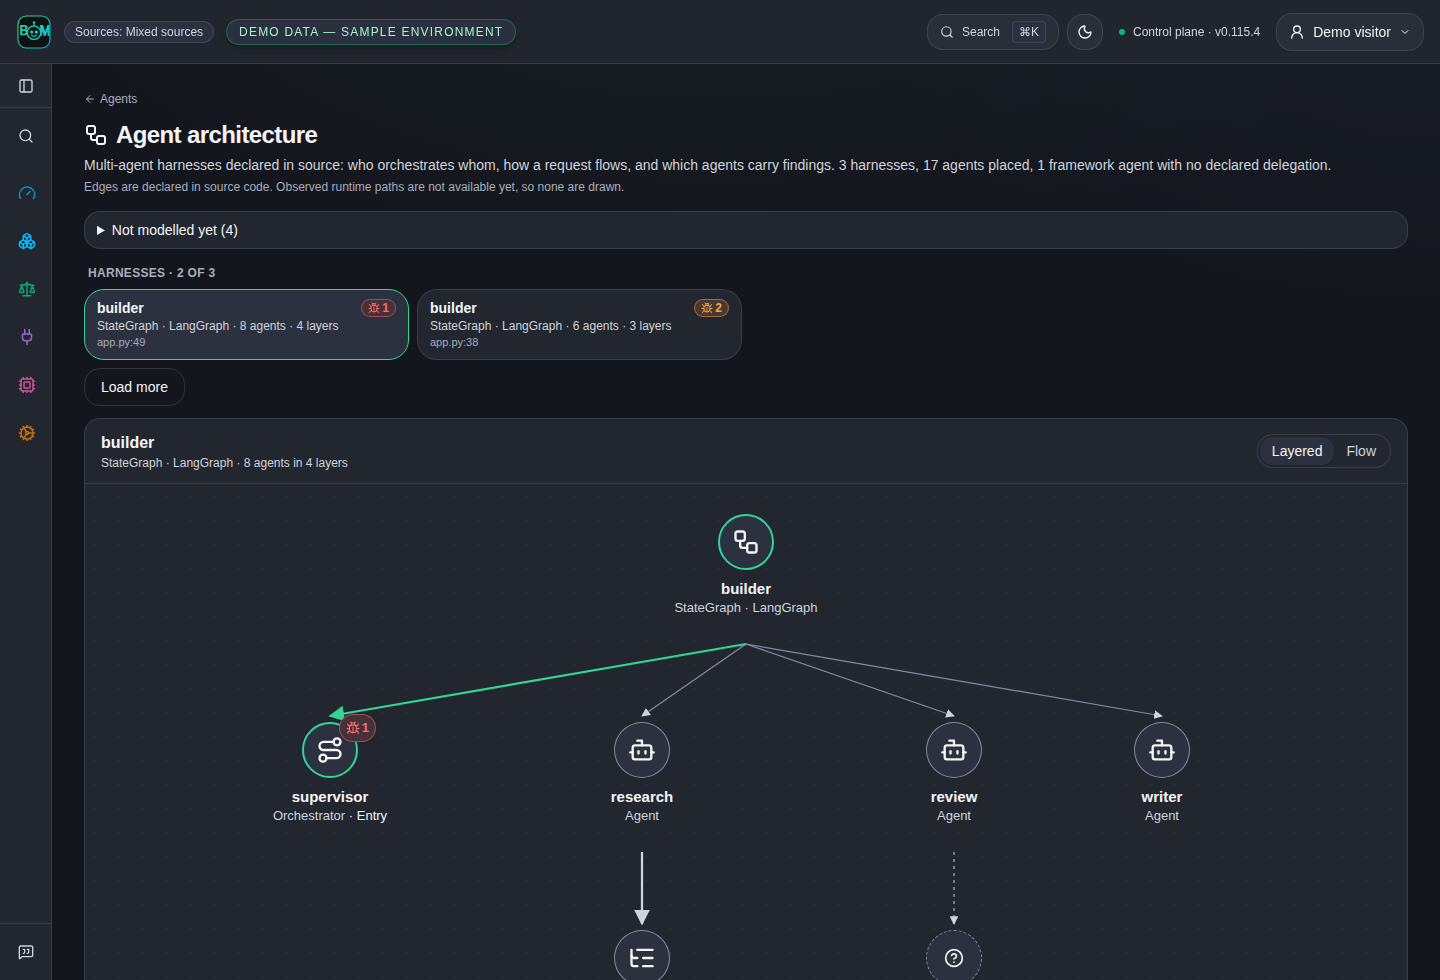 BOM
Sources: Mixed sources
DEMO DATA — SAMPLE ENVIRONMENT
Search ⌘K
Control plane · v0.115.4
Demo visitor
← Agents
Agent architecture
Multi-agent harnesses declared in source: who orchestrates whom, how a request flows, and which agents carry findings. 3 harnesses, 17 agents placed, 1 framework agent with no declared delegation.
Edges are declared in source code. Observed runtime paths are not available yet, so none are drawn.
Not modelled yet (4)
HARNESSES · 2 OF 3
builder 1
StateGraph · LangGraph · 8 agents · 4 layers
app.py:49
builder 2
StateGraph · LangGraph · 6 agents · 3 layers
app.py:38
Load more
builder
StateGraph · LangGraph · 8 agents in 4 layers
Layered Flow
builder
StateGraph · LangGraph
1
supervisor
Orchestrator · Entry
research
Agent
review
Agent
writer
Agent